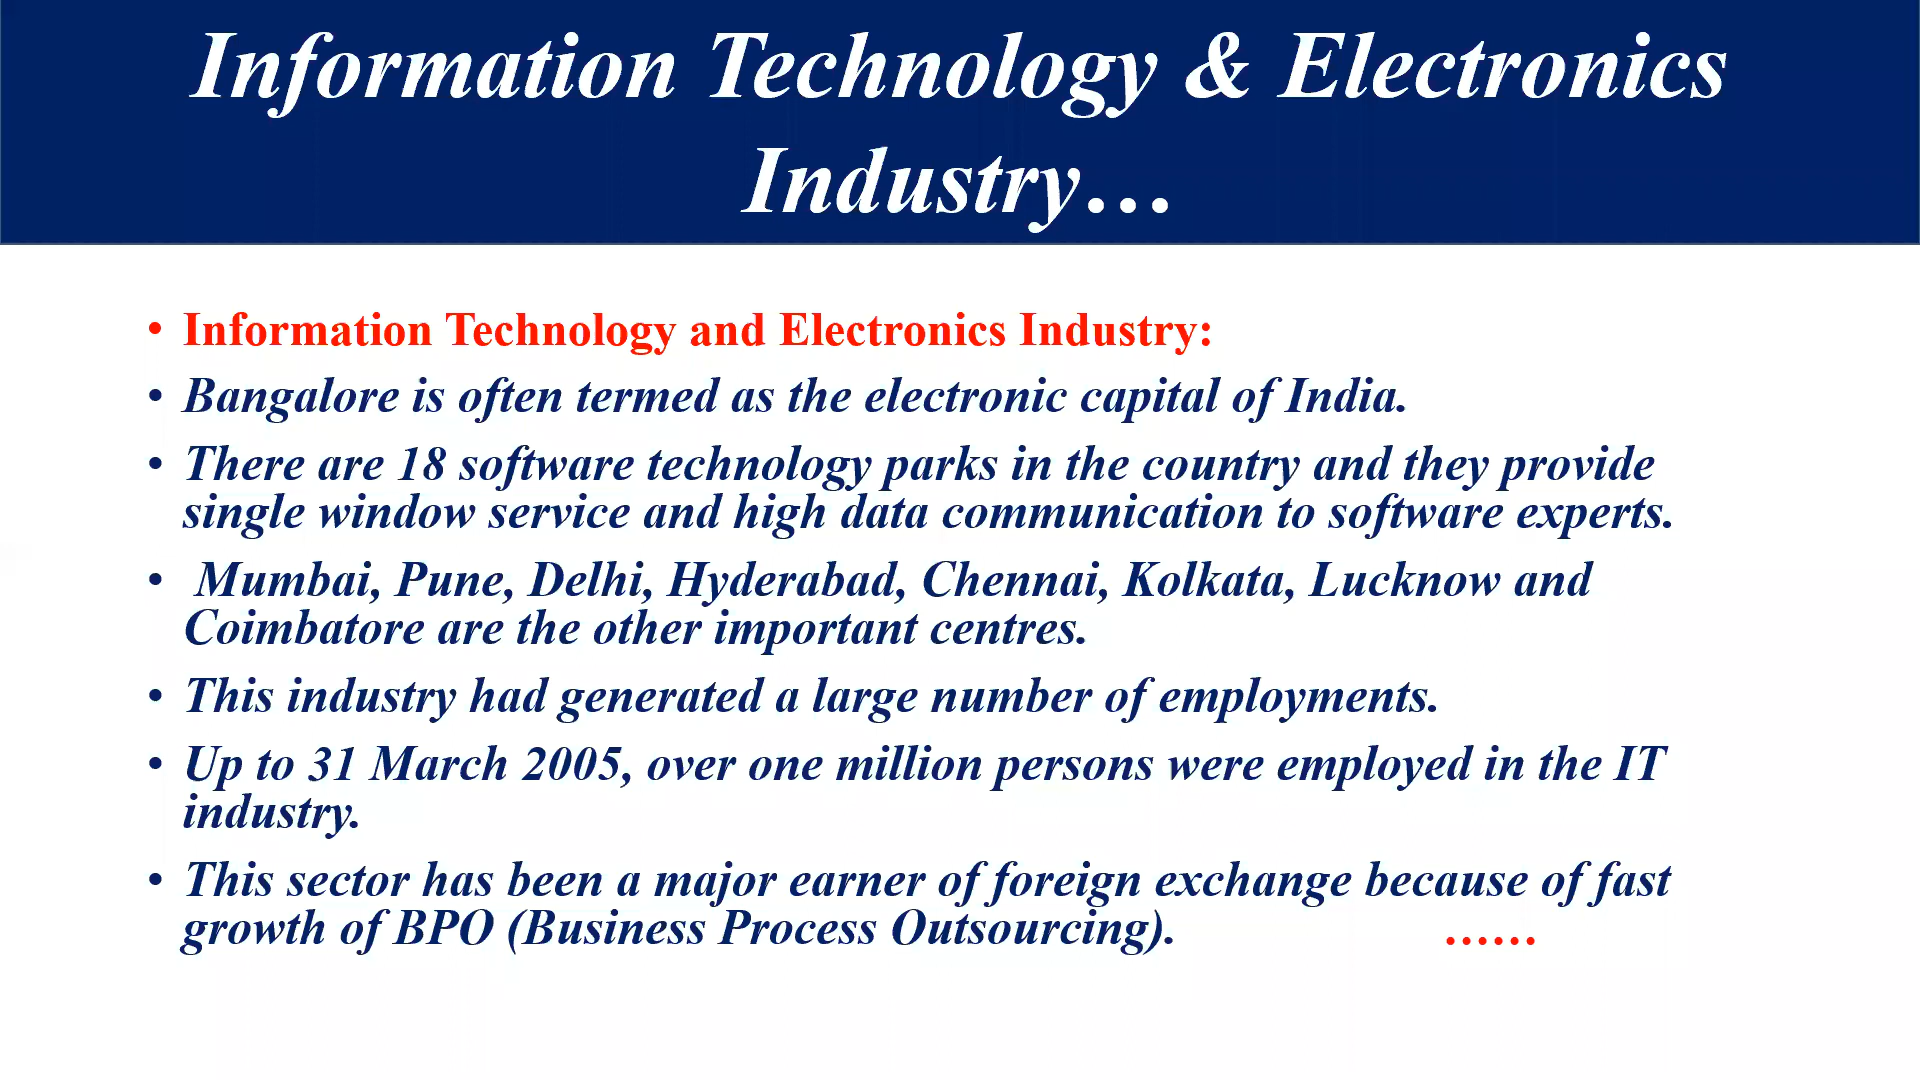 Information Technology & Electronics
Industry...
• Information Technology and Electronics Industry:
• Bangalore is often termed as the electronic capital of India.
• There are 18 software technology parks in the country and they provide
single window service and high data communication to software experts.
• Mumbai, Pune, Delhi, Hyderabad, Chennai, Kolkata, Lucknow and
Coimbatore are the other important centres.
• This industry had generated a large number of employments.
• Up to 31 March 2005, over one million persons were employed in the IT
industry.
• This sector has been a major earner of foreign exchange because of fast
growth of BPO (Business Process Outsourcing). ......